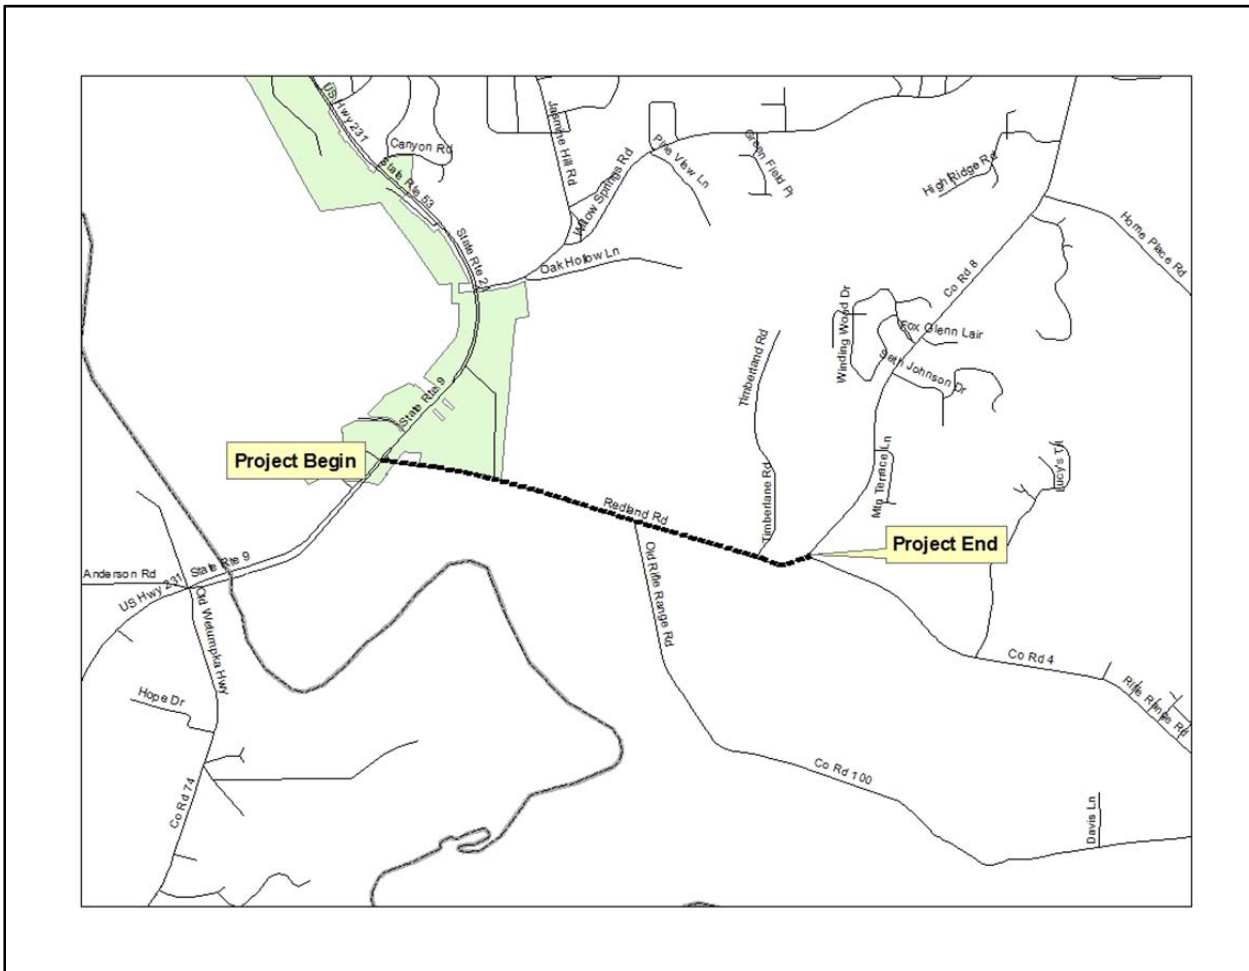 US Hwy 231
Canyon Rd
State Rte 53
Jasmine Hill Rd
Willow Springs Rd
Pine View Ln
Green Field Pl
High Ridge Rd
Home Place Rd
State Rte 21
Oak Hollow Ln
Co Rd 8
Winding Wood Dr
Fox Glenn Lair
Seth Johnson Dr
Timberland Rd
State Rte 9
Project Begin
Mtn Terrace Ln
Lucy's Trl
Timberlane Rd
Redland Rd
Project End
Old Rifle Range Rd
State Rte 9
Anderson Rd
US Hwy 231
Old Wetumpka Hwy
Co Rd 4
Rifle Range Rd
Hope Dr
Co Rd 100
Co Rd 74
Davis Ln